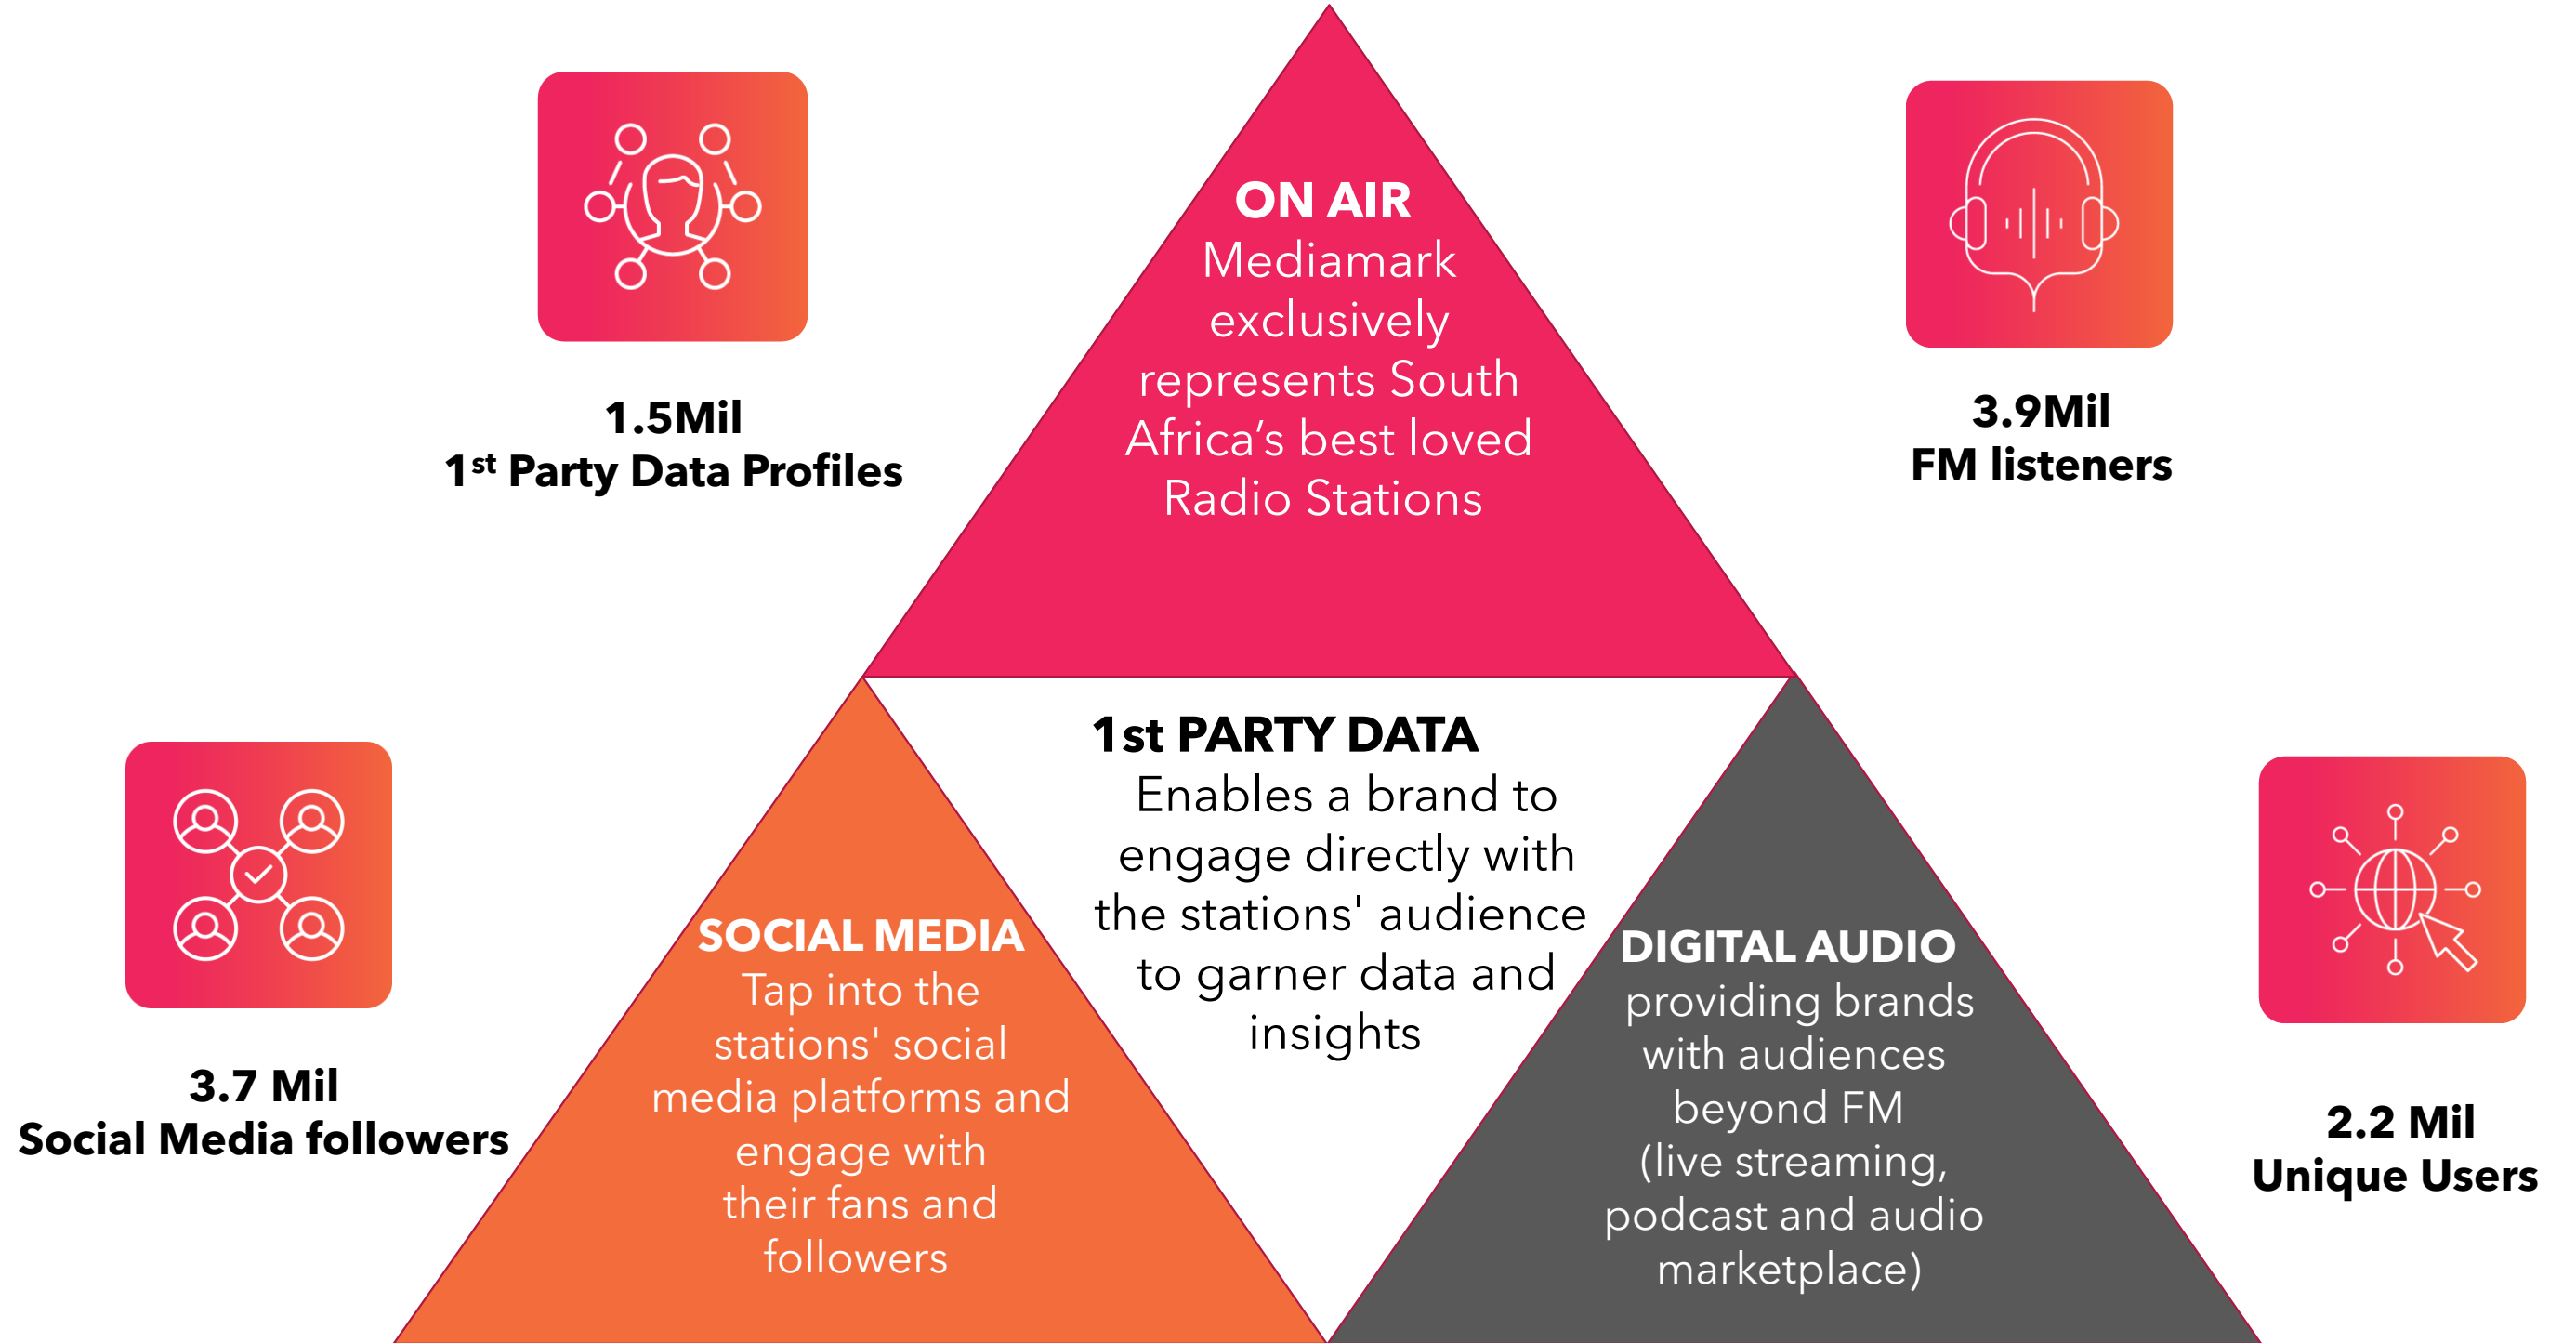 ON AIR
Mediamark
exclusively
represents South
Africa’s best loved
Radio Stations
1.5Mil
1st Party Data Profiles
3.9Mil
FM listeners
1st PARTY DATA
Enables a brand to
engage directly with
the stations' audience
to garner data and
insights
SOCIAL MEDIA
Tap into the
stations' social
media platforms and
engage with
their fans and
followers
DIGITAL AUDIO
providing brands
with audiences
beyond FM
(live streaming,
podcast and audio
marketplace)
3.7 Mil
Social Media followers
2.2 Mil
Unique Users